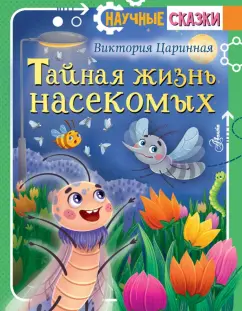 НАУЧНЫЕ СКАЗКИ
Виктория Царинная
Тайная жизнь
насекомых